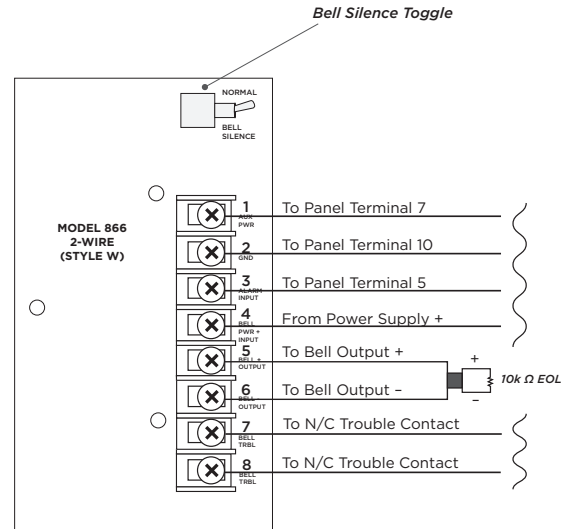 Bell Silence Toggle
NORMAL
BELL
SILENCE
MODEL 866
2-WIRE
(STYLE W)
1
AUX
PWR
To Panel Terminal 7
2
GND
To Panel Terminal 10
3
ALARM
INPUT
To Panel Terminal 5
4
BELL
PWR +
INPUT
From Power Supply +
5
BELL +
OUTPUT
To Bell Output +
6
BELL -
OUTPUT
To Bell Output –
+
10k Ω EOL
–
7
BELL
TRBL
To N/C Trouble Contact
8
BELL
TRBL
To N/C Trouble Contact